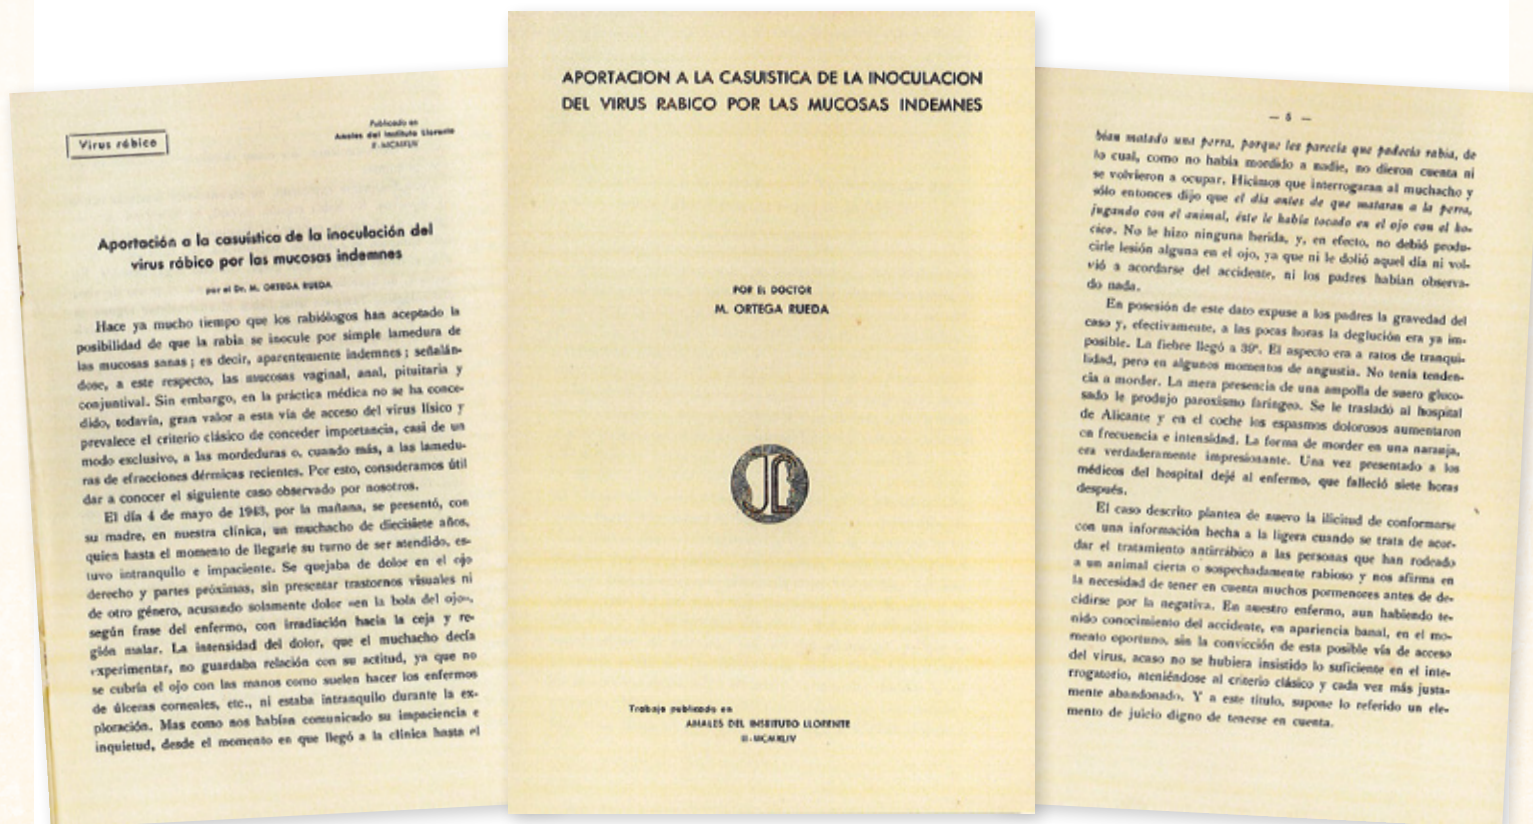 Virus rábico
Publicado en
Anales del Instituto Llorente
II-MCMXLIV
Aportación a la casuística de la inoculación del
virus rábico por las mucosas indemnes
por el Dr. M. ORTEGA RUEDA
Hace ya mucho tiempo que los rabiólogos han aceptado la
posibilidad de que la rabia se inocule por simple lamedura de
las mucosas sanas; es decir, aparentemente indemnes; señalán-
dose, a este respecto, las mucosas vaginal, anal, pituitaria y
conjuntival. Sin embargo, en la práctica médica no se ha conce-
dido, todavía, gran valor a esta vía de acceso del virus lísico y
prevalece el criterio clásico de conceder importancia, casi de un
modo exclusivo, a las mordeduras o, cuando más, a las lamedu-
ras de efracciones dérmicas recientes. Por esto, consideramos útil
dar a conocer el siguiente caso observado por nosotros.
El día 4 de mayo de 1943, por la mañana, se presentó, con
su madre, en nuestra clínica, un muchacho de diecisiete años,
quien hasta el momento de llegarle su turno de ser atendido, es-
tuvo intranquilo e impaciente. Se quejaba de dolor en el ojo
derecho y partes próximas, sin presentar trastornos visuales ni
de otro género, acusando solamente dolor «en la bola del ojo»,
según frase del enfermo, con irradiación hacia la ceja y re-
gión malar. La intensidad del dolor, que el muchacho decía
experimentar, no guardaba relación con su actitud, ya que no
se cubría el ojo con las manos como suelen hacer los enfermos
de úlceras corneales, etc., ni estaba intranquilo durante la ex-
ploración. Mas como nos habían comunicado su impaciencia e
inquietud, desde el momento en que llegó a la clínica hasta el
APORTACION A LA CASUISTICA DE LA INOCULACION
DEL VIRUS RABICO POR LAS MUCOSAS INDEMNES
POR EL DOCTOR
M. ORTEGA RUEDA
JL
Trabajo publicado en
ANALES DEL INSTITUTO LLORENTE
II-MCMXLIV
— 5 —
bían matado una perra, porque les parecía que padecía rabia, de
lo cual, como no había mordido a nadie, no dieron cuenta ni
se volvieron a ocupar. Hicimos que interrogaran al muchacho y
sólo entonces dijo que el día antes de que mataran a la perra,
jugando con el animal, éste le había tocado en el ojo con el ho-
cico. No le hizo ninguna herida, y, en efecto, no debió produ-
cirle lesión alguna en el ojo, ya que ni le dolió aquel día ni vol-
vió a acordarse del accidente, ni los padres habían observa-
do nada.
En posesión de este dato expuse a los padres la gravedad del
caso y, efectivamente, a las pocas horas la deglución era ya im-
posible. La fiebre llegó a 39º. El aspecto era a ratos de tranqui-
lidad, pero en algunos momentos de angustia. No tenía tenden-
cia a morder. La mera presencia de una ampolla de suero gluco-
sado le produjo paroxismo faríngeo. Se le trasladó al hospital
de Alicante y en el coche los espasmos dolorosos aumentaron
en frecuencia e intensidad. La forma de morder en una naranja,
era verdaderamente impresionante. Una vez presentado a los
médicos del hospital dejé al enfermo, que falleció siete horas
después.
El caso descrito plantea de nuevo la ilicitud de conformarse
con una información hecha a la ligera cuando se trata de acor-
dar el tratamiento antirrábico a las personas que han rodeado
a un animal cierta o sospechadamente rabioso y nos afirma en
la necesidad de tener en cuenta muchos pormenores antes de de-
cidirse por la negativa. En nuestro enfermo, aun habiendo te-
nido conocimiento del accidente, en apariencia banal, en el mo-
mento oportuno, sin la convicción de esta posible vía de acceso
del virus, acaso no se hubiera insistido lo suficiente en el inte-
rrogatorio, ateniéndose al criterio clásico y cada vez más justa-
mente abandonado. Y a este título, supone lo referido un ele-
mento de juicio digno de tenerse en cuenta.